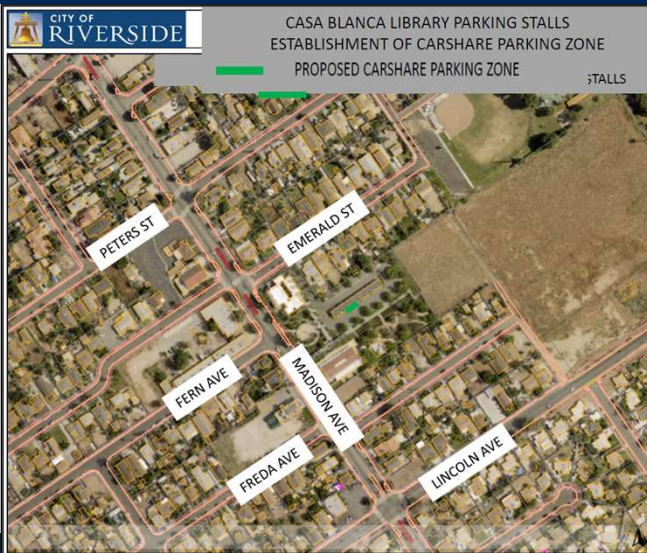 CITY OF
RIVERSIDE
CASA BLANCA LIBRARY PARKING STALLS
ESTABLISHMENT OF CARSHARE PARKING ZONE
PROPOSED CARSHARE PARKING ZONE
STALLS
PETERS ST
EMERALD ST
FERN AVE
MADISON AVE
FREDA AVE
LINCOLN AVE